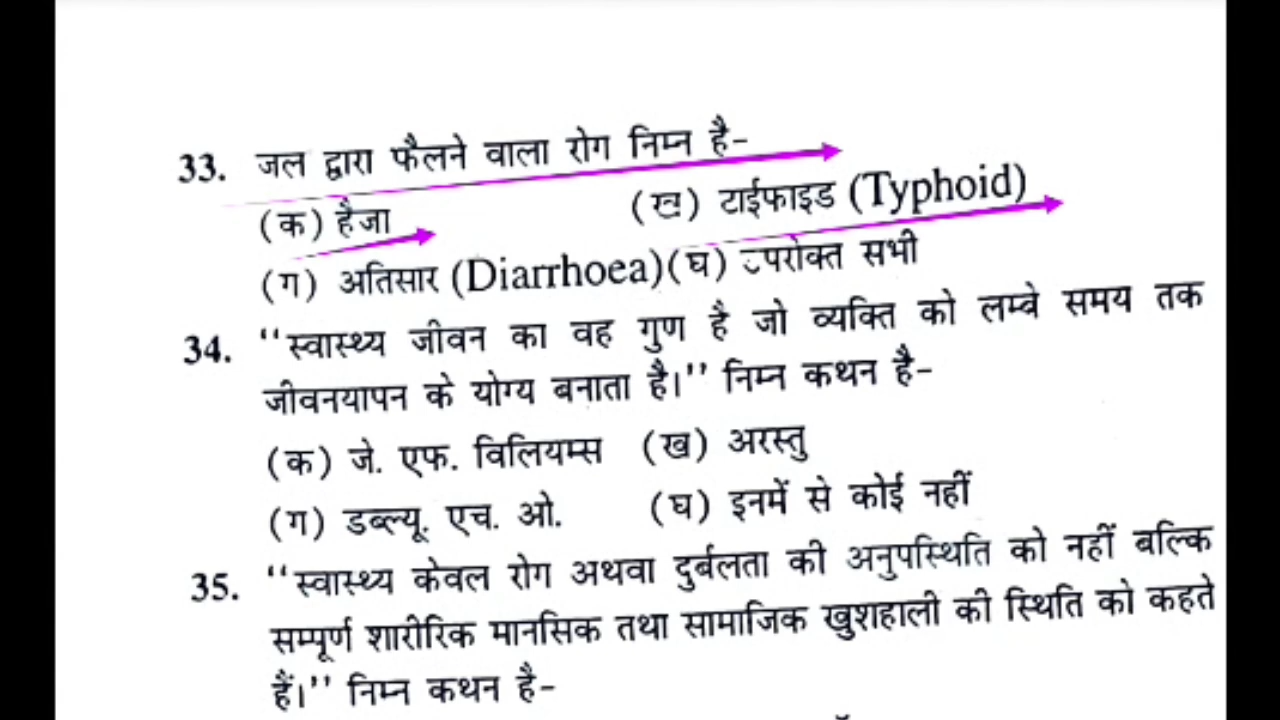 33. जल द्वारा फैलने वाला रोग निम्न है-
(क) हैजा (ख) टाईफाइड (Typhoid)
(ग) अतिसार (Diarrhoea) (घ) उपरोक्त सभी
34. "स्वास्थ्य जीवन का वह गुण है जो व्यक्ति को लम्बे समय तक
जीवनयापन के योग्य बनाता है।" निम्न कथन है-
(क) जे. एफ. विलियम्स (ख) अरस्तु
(ग) डब्ल्यू. एच. ओ. (घ) इनमें से कोई नहीं
35. "स्वास्थ्य केवल रोग अथवा दुर्बलता की अनुपस्थिति को नहीं बल्कि
सम्पूर्ण शारीरिक मानसिक तथा सामाजिक खुशहाली की स्थिति को कहते
हैं।" निम्न कथन है-